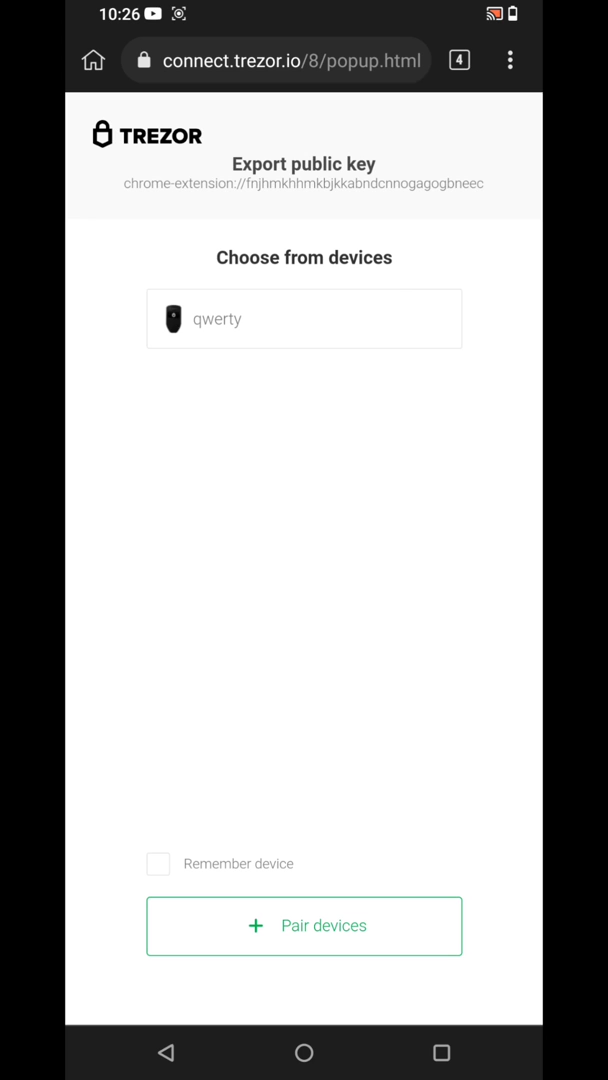 10:26
connect.trezor.io/8/popup.html
4
TREZOR
Export public key
chrome-extension://fnjhmkhhmkbjkkabndcnnogagogbneec
Choose from devices
qwerty
Remember device
+ Pair devices